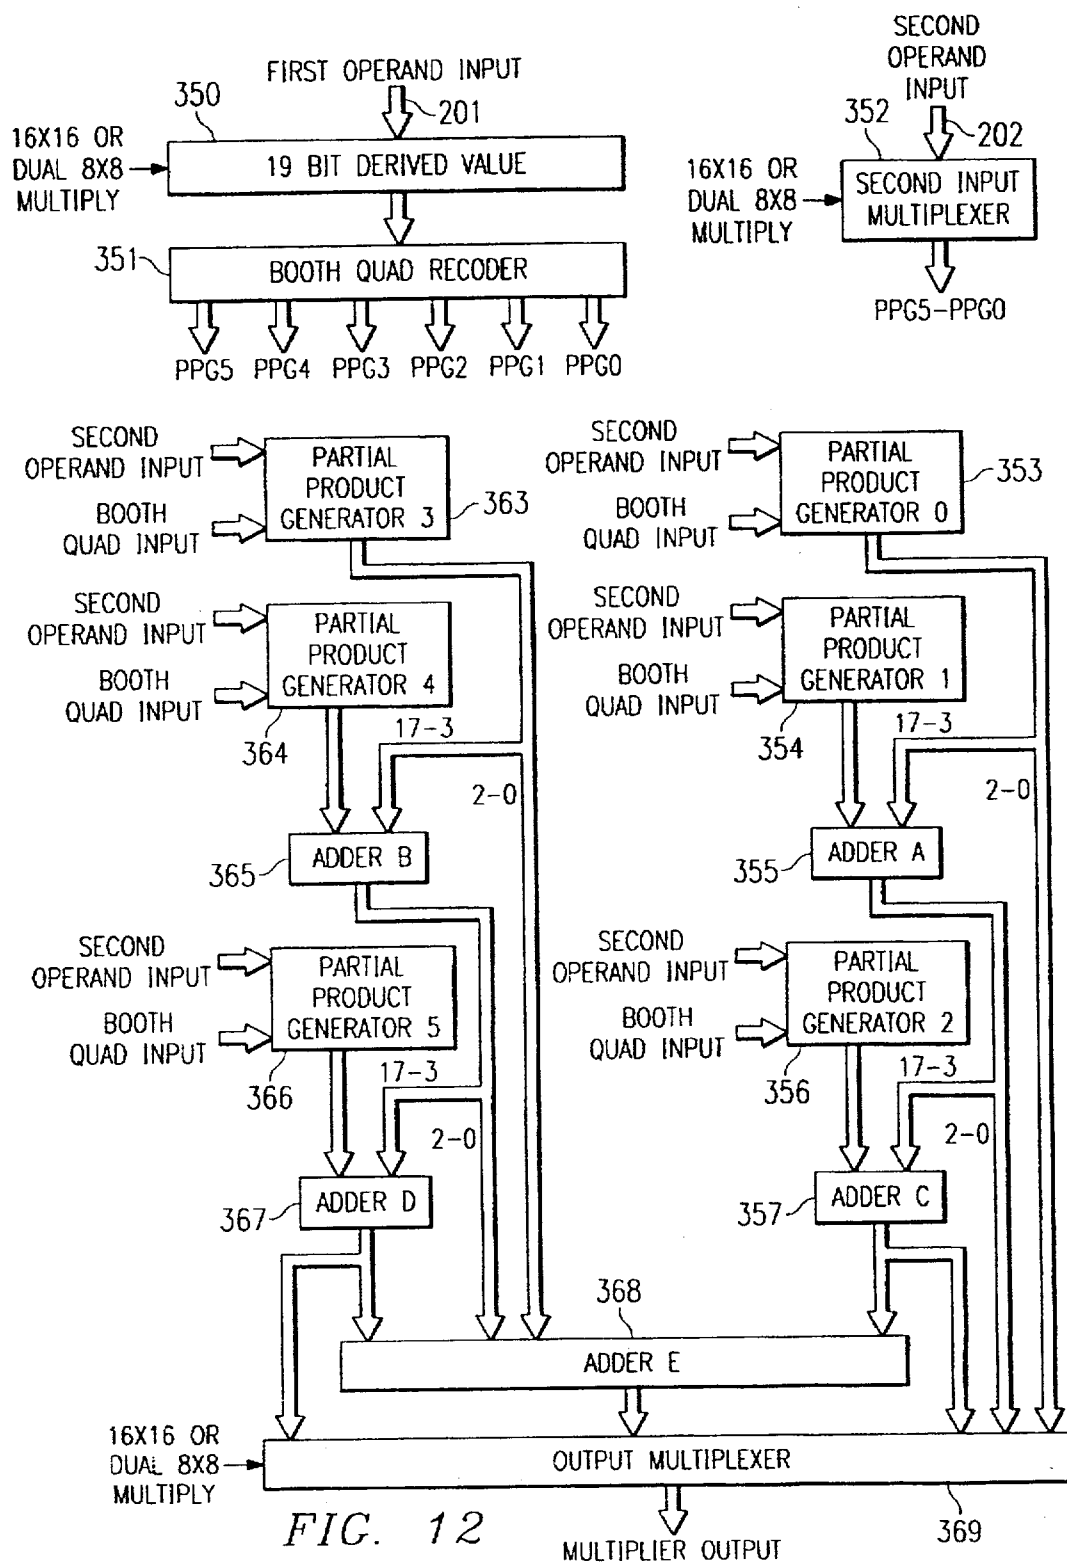 FIRST OPERAND INPUT
350
201
16X16 OR
DUAL 8X8
MULTIPLY
19 BIT DERIVED VALUE
351
BOOTH QUAD RECODER
PPG5 PPG4 PPG3 PPG2 PPG1 PPG0
SECOND
OPERAND
INPUT
352
202
16X16 OR
DUAL 8X8
MULTIPLY
SECOND INPUT
MULTIPLEXER
PPG5-PPG0
SECOND
OPERAND INPUT
BOOTH
QUAD INPUT
PARTIAL
PRODUCT
GENERATOR 3
363
SECOND
OPERAND INPUT
BOOTH
QUAD INPUT
PARTIAL
PRODUCT
GENERATOR 0
353
SECOND
OPERAND INPUT
BOOTH
QUAD INPUT
PARTIAL
PRODUCT
GENERATOR 4
364
17-3
2-0
SECOND
OPERAND INPUT
BOOTH
QUAD INPUT
PARTIAL
PRODUCT
GENERATOR 1
354
17-3
2-0
365
ADDER B
355
ADDER A
SECOND
OPERAND INPUT
BOOTH
QUAD INPUT
PARTIAL
PRODUCT
GENERATOR 5
366
17-3
2-0
SECOND
OPERAND INPUT
BOOTH
QUAD INPUT
PARTIAL
PRODUCT
GENERATOR 2
356
17-3
2-0
367
ADDER D
357
ADDER C
368
ADDER E
16X16 OR
DUAL 8X8
MULTIPLY
OUTPUT MULTIPLEXER
369
FIG. 12
MULTIPLIER OUTPUT